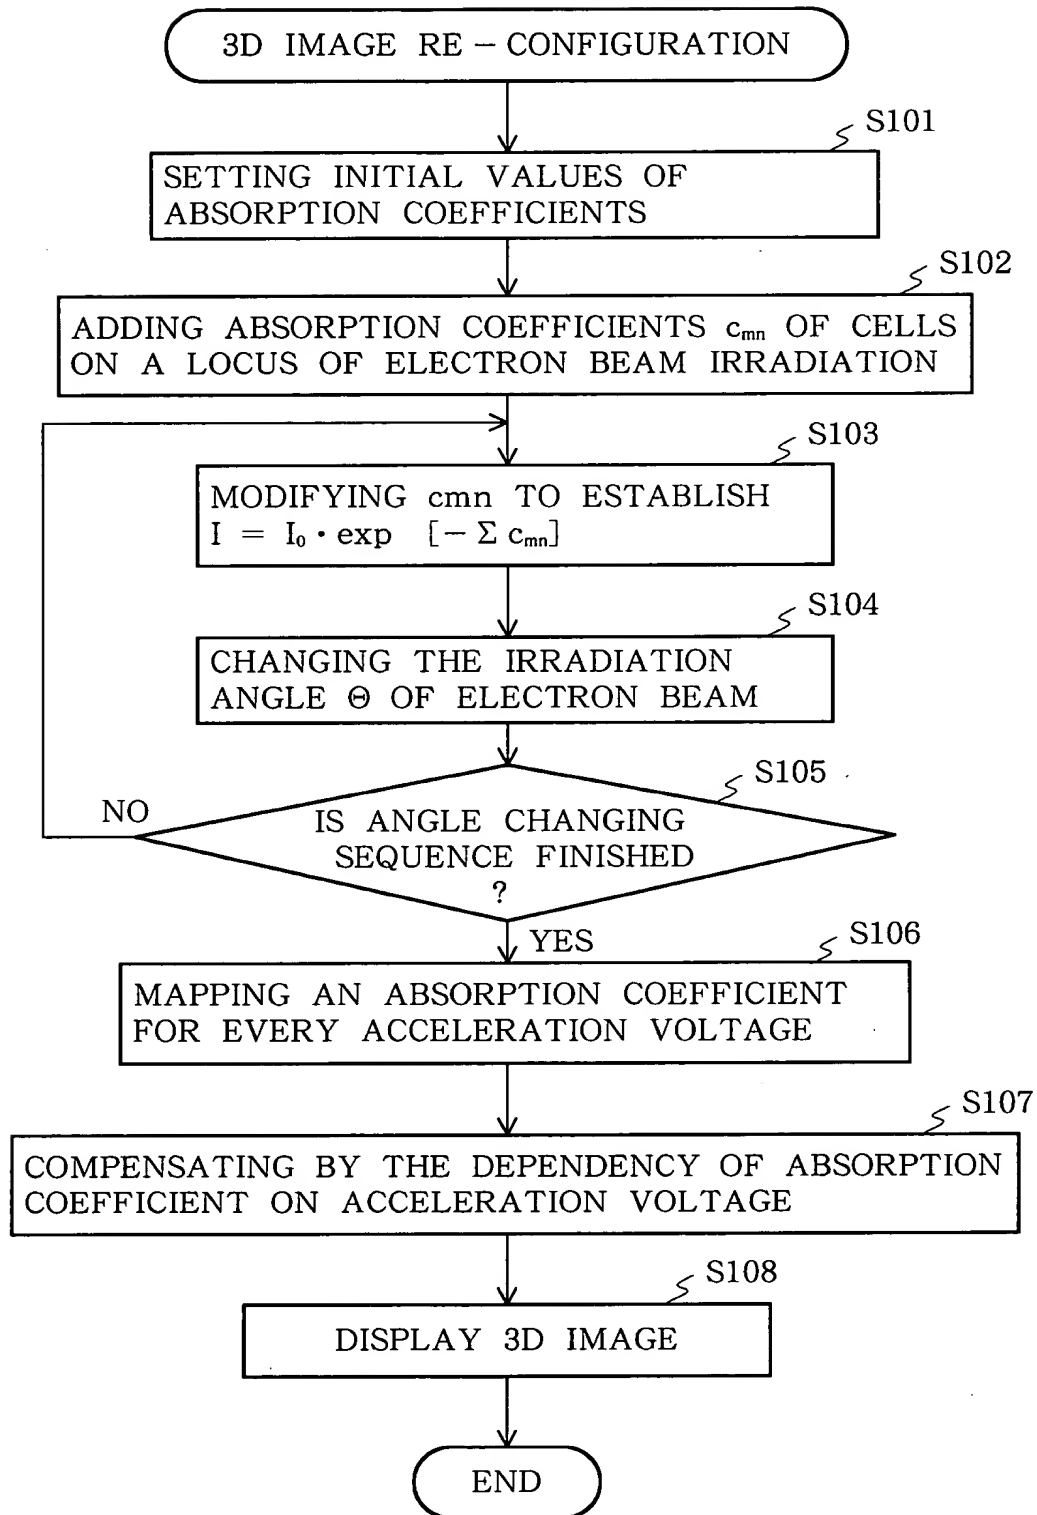 3D IMAGE RE – CONFIGURATION
S101
SETTING INITIAL VALUES OF
ABSORPTION COEFFICIENTS
S102
ADDING ABSORPTION COEFFICIENTS cmn OF CELLS
ON A LOCUS OF ELECTRON BEAM IRRADIATION
S103
MODIFYING cmn TO ESTABLISH
I = I₀ · exp [− Σ cmn]
S104
CHANGING THE IRRADIATION
ANGLE Θ OF ELECTRON BEAM
S105
NO
IS ANGLE CHANGING
SEQUENCE FINISHED
?
YES
S106
MAPPING AN ABSORPTION COEFFICIENT
FOR EVERY ACCELERATION VOLTAGE
S107
COMPENSATING BY THE DEPENDENCY OF ABSORPTION
COEFFICIENT ON ACCELERATION VOLTAGE
S108
DISPLAY 3D IMAGE
END